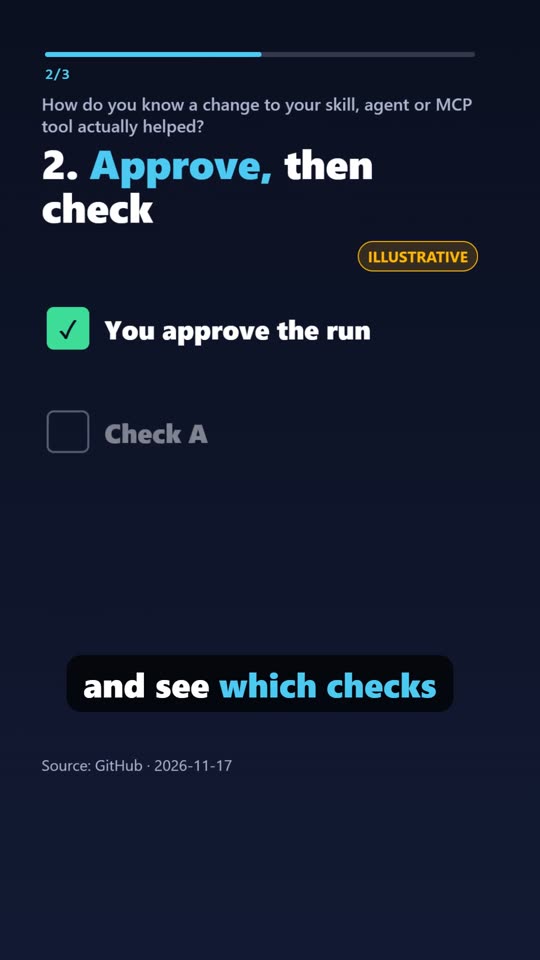 2/3
How do you know a change to your skill, agent or MCP
tool actually helped?
2. Approve, then
check
ILLUSTRATIVE
✓ You approve the run
Check A
and see which checks
Source: GitHub · 2026-11-17